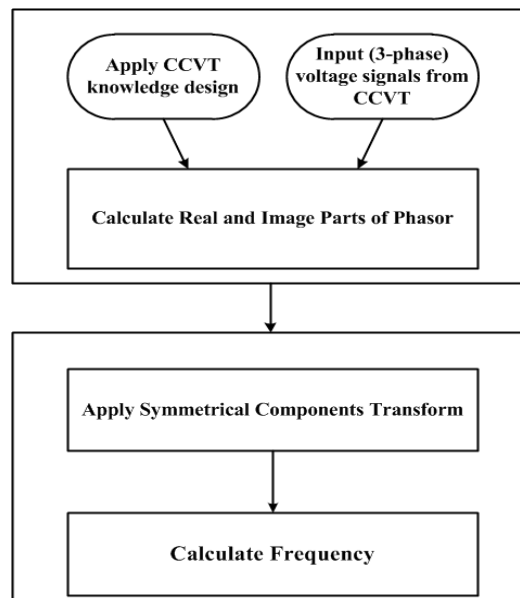 Apply CCVT
knowledge design
Input (3-phase)
voltage signals from
CCVT
Calculate Real and Image Parts of Phasor
Apply Symmetrical Components Transform
Calculate Frequency